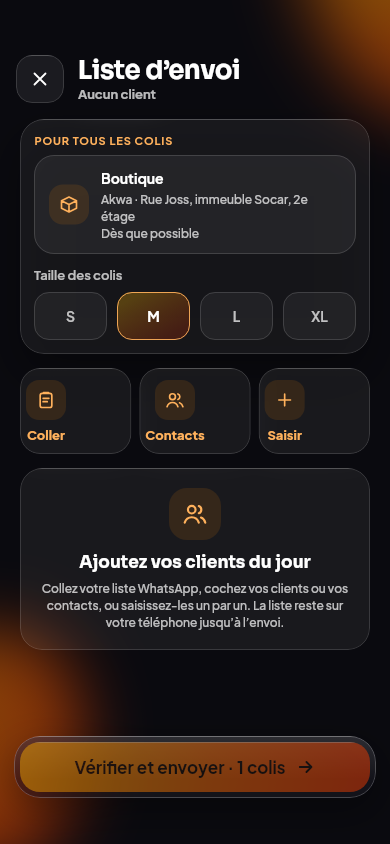 Liste d’envoi
Aucun client
POUR TOUS LES COLIS
Boutique
Akwa · Rue Joss, immeuble Socar, 2e
étage
Dès que possible
Taille des colis
S
M
L
XL
Coller
Contacts
Saisir
Ajoutez vos clients du jour
Collez votre liste WhatsApp, cochez vos clients ou vos
contacts, ou saisissez-les un par un. La liste reste sur
votre téléphone jusqu’à l’envoi.
Vérifier et envoyer · 1 colis